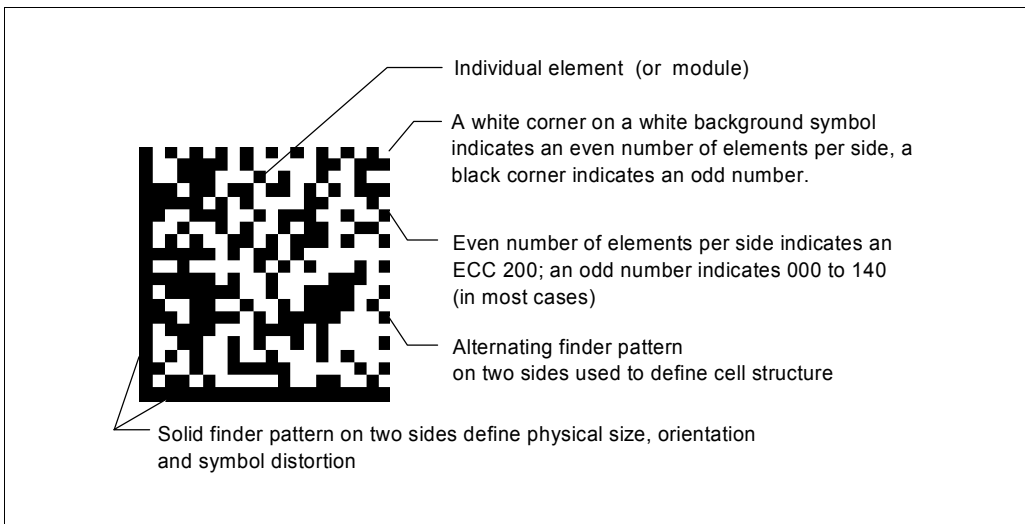 Individual element (or module)
A white corner on a white background symbol
indicates an even number of elements per side, a
black corner indicates an odd number.
Even number of elements per side indicates an
ECC 200; an odd number indicates 000 to 140
(in most cases)
Alternating finder pattern
on two sides used to define cell structure
Solid finder pattern on two sides define physical size, orientation
and symbol distortion